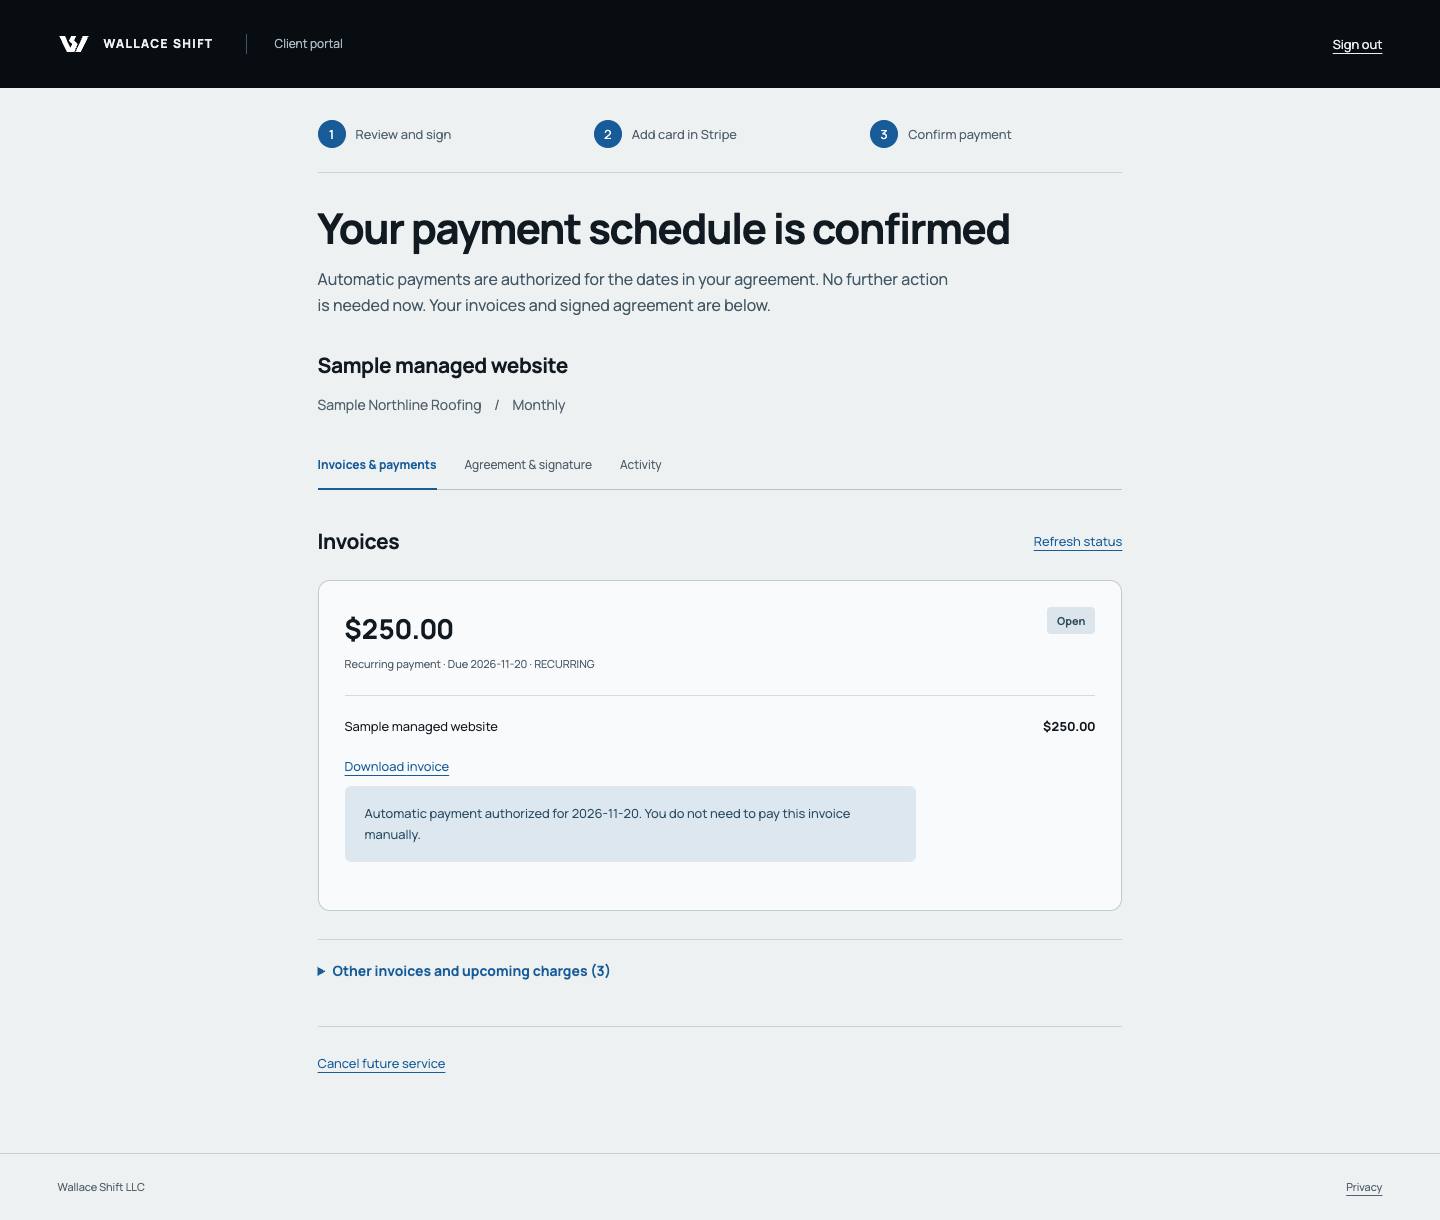 WALLACE SHIFT
Client portal
Sign out
1 Review and sign
2 Add card in Stripe
3 Confirm payment
Your payment schedule is confirmed
Automatic payments are authorized for the dates in your agreement. No further action
is needed now. Your invoices and signed agreement are below.
Sample managed website
Sample Northline Roofing / Monthly
Invoices & payments
Agreement & signature
Activity
Invoices
Refresh status
$250.00
Open
Recurring payment · Due 2026-11-20 · RECURRING
Sample managed website
$250.00
Download invoice
Automatic payment authorized for 2026-11-20. You do not need to pay this invoice
manually.
Other invoices and upcoming charges (3)
Cancel future service
Wallace Shift LLC
Privacy